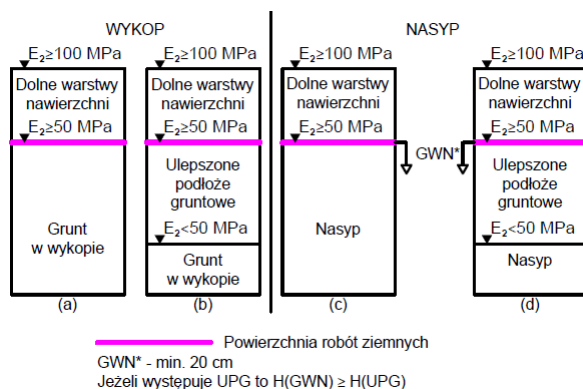 WYKOP
NASYP
E₂≥100 MPa
E₂≥100 MPa
E₂≥100 MPa
E₂≥100 MPa
Dolne warstwy
nawierzchni
Dolne warstwy
nawierzchni
Dolne warstwy
nawierzchni
Dolne warstwy
nawierzchni
E₂≥50 MPa
E₂≥50 MPa
E₂≥50 MPa
E₂≥50 MPa
GWN*
Grunt
w wykopie
Ulepszone
podłoże
gruntowe
E₂<50 MPa
Grunt
w wykopie
Nasyp
Ulepszone
podłoże
gruntowe
E₂<50 MPa
Nasyp
(a)
(b)
(c)
(d)
Powierzchnia robót ziemnych
GWN* - min. 20 cm
Jeżeli występuje UPG to H(GWN) ≥ H(UPG)